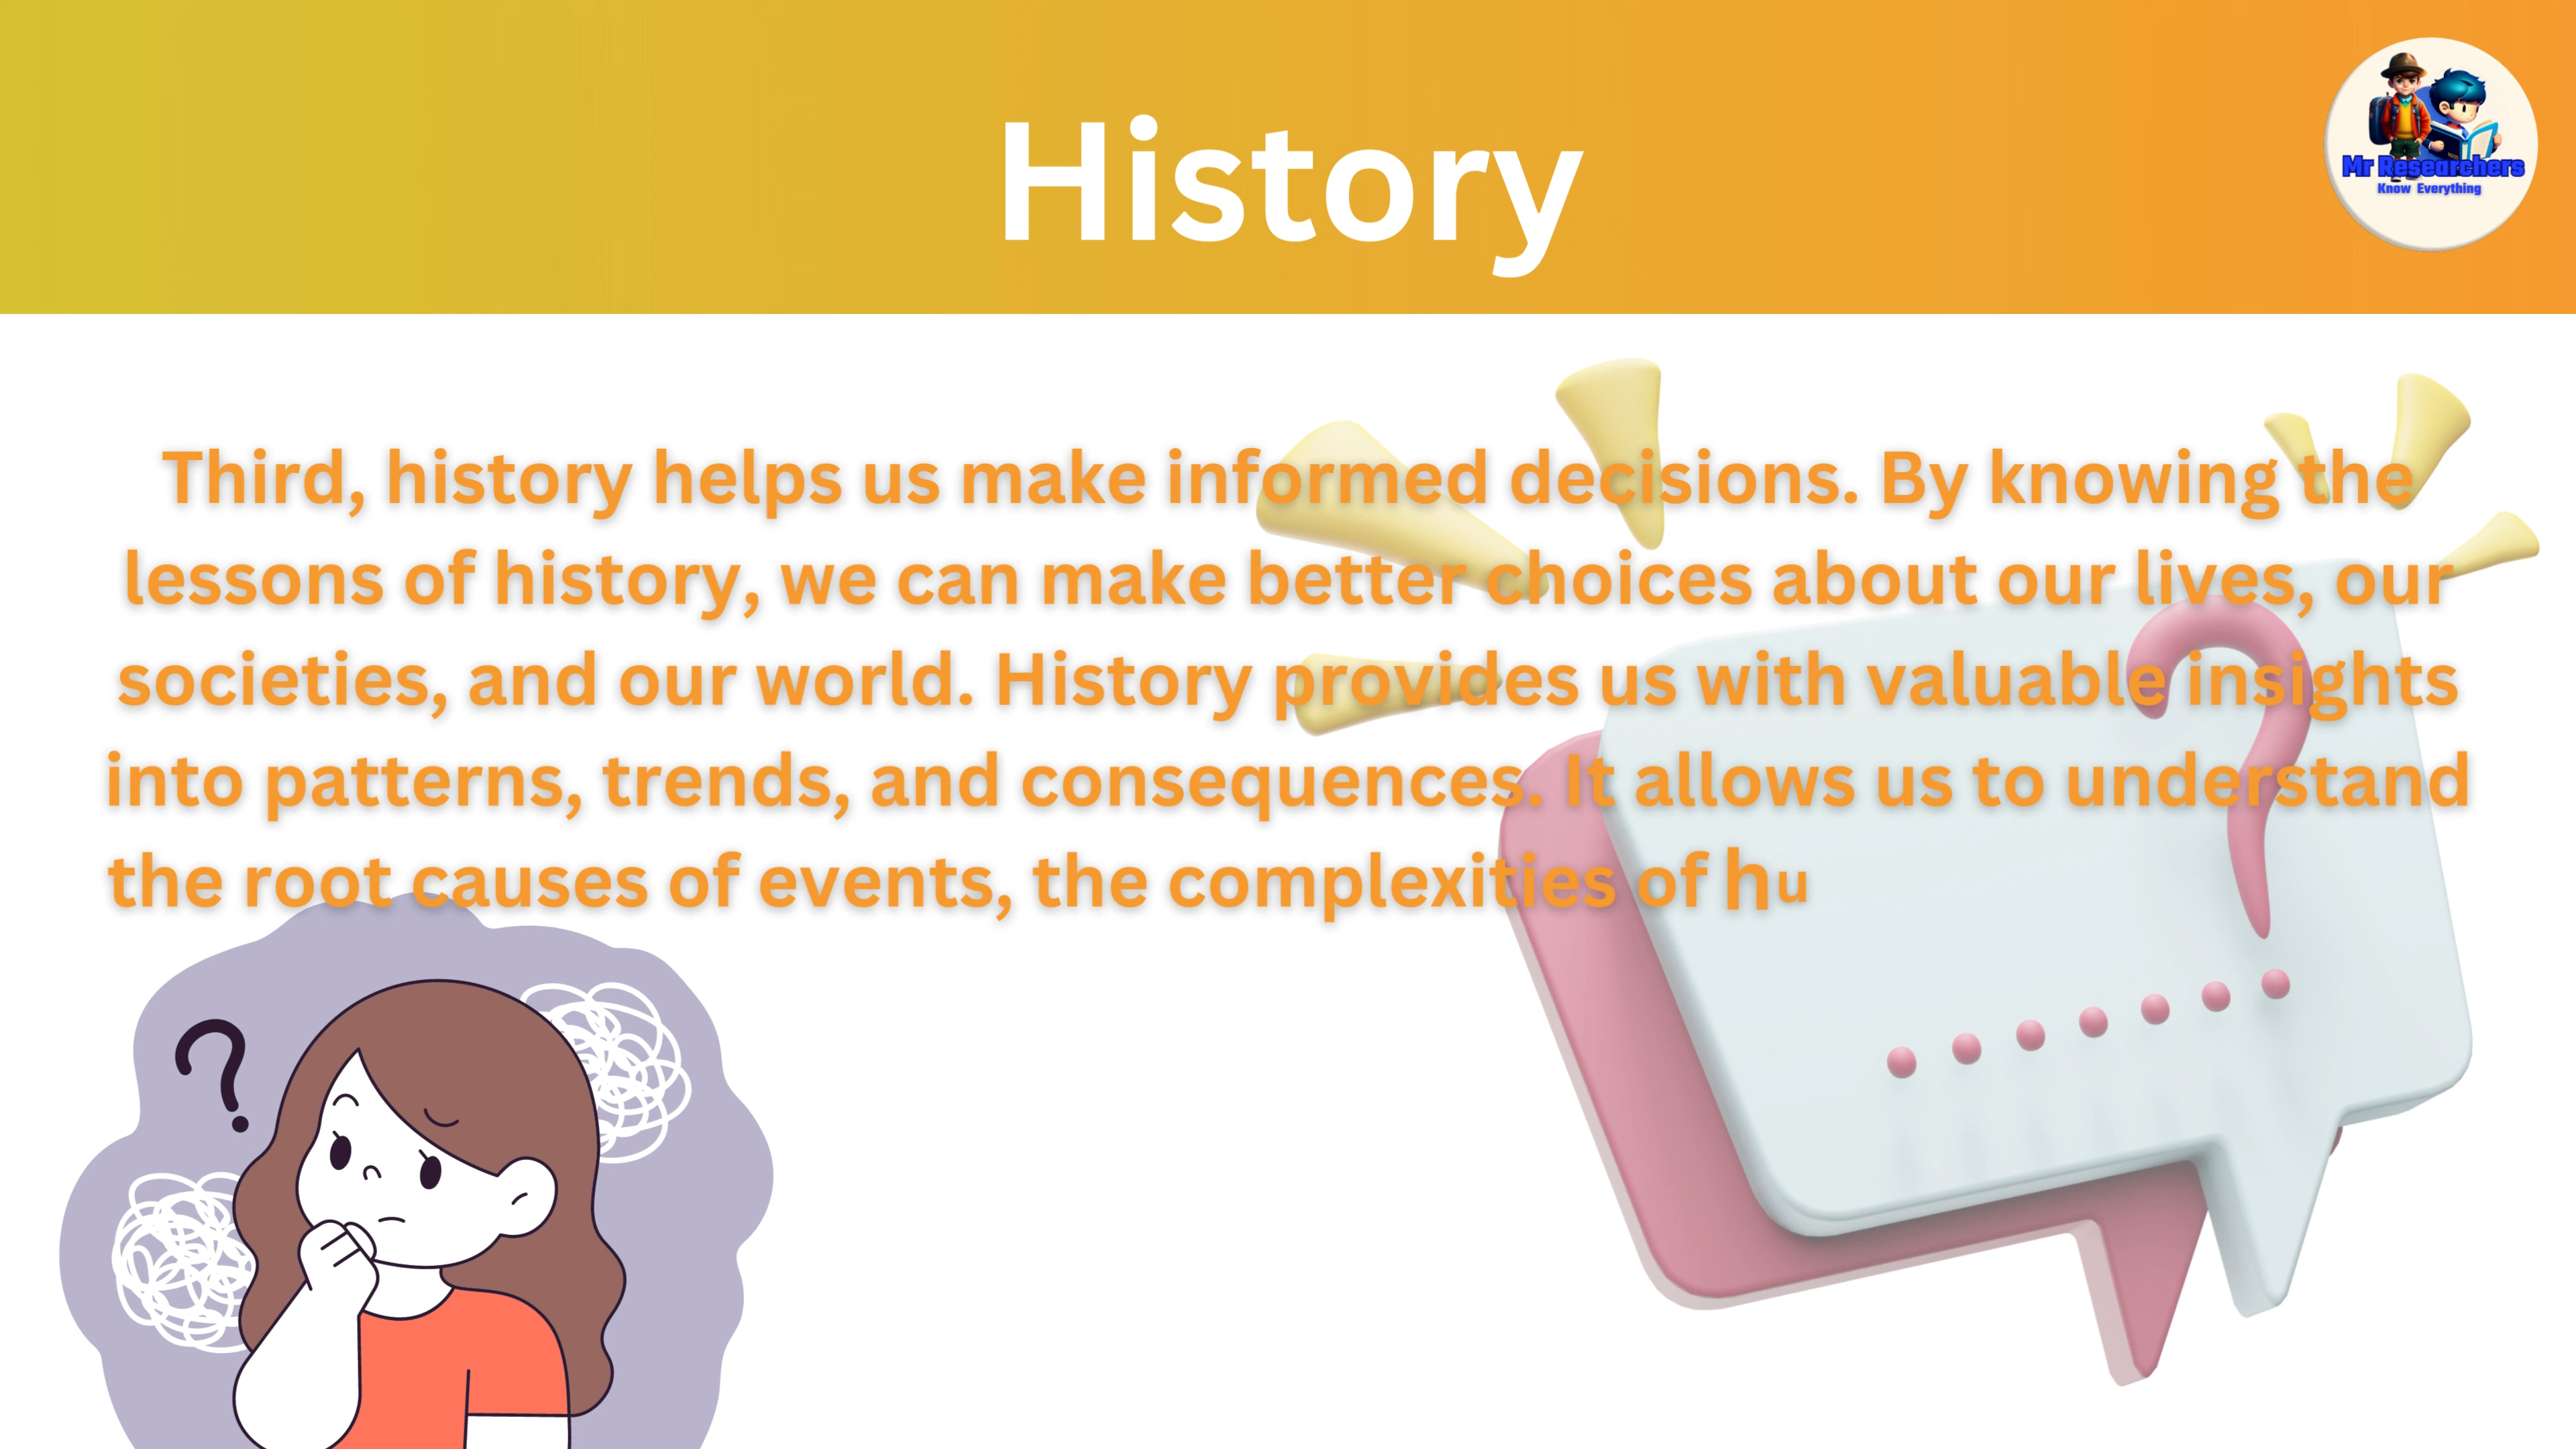 History
Mr Researchers
Know Everything
Third, history helps us make informed decisions. By knowing the
lessons of history, we can make better choices about our lives, our
societies, and our world. History provides us with valuable insights
into patterns, trends, and consequences. It allows us to understand
the root causes of events, the complexities of hu
?
?